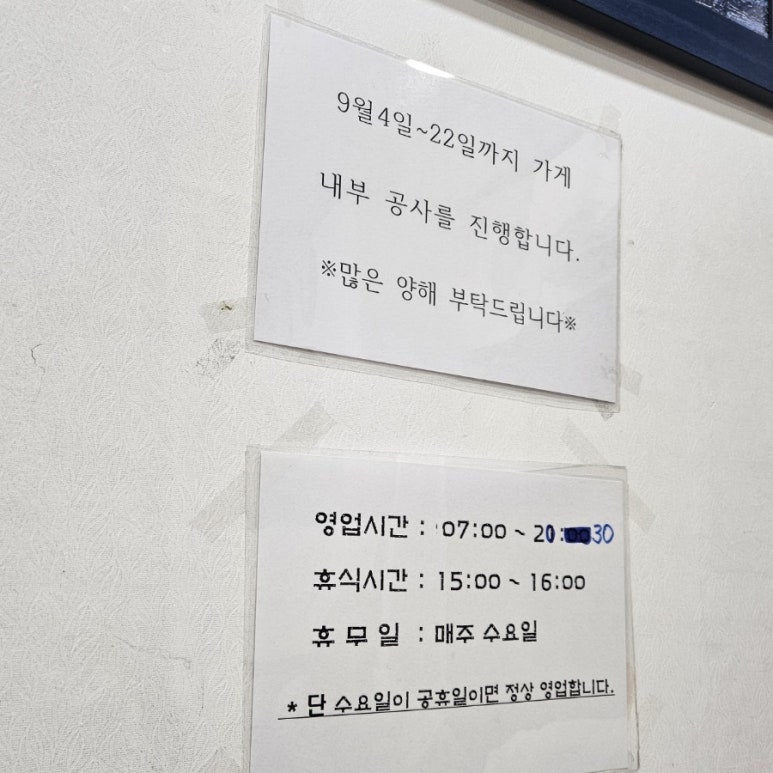 9월4일~22일까지 가게
내부 공사를 진행합니다.
※많은 양해 부탁드립니다※
영업시간 : 07:00 ~ 20:30
휴식시간 : 15:00 ~ 16:00
휴 무 일 : 매주 수요일
* 단 수요일이 공휴일이면 정상 영업합니다.